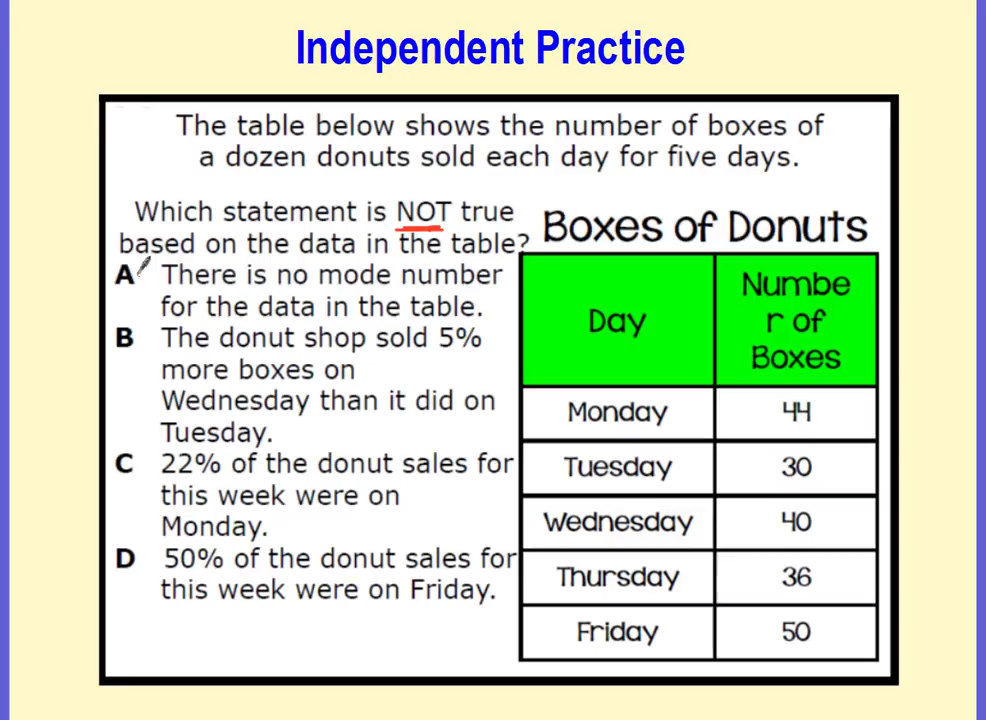 Independent Practice
The table below shows the number of boxes of
a dozen donuts sold each day for five days.
Which statement is NOT true
based on the data in the table?
A There is no mode number
for the data in the table.
B The donut shop sold 5%
more boxes on
Wednesday than it did on
Tuesday.
C 22% of the donut sales for
this week were on
Monday.
D 50% of the donut sales for
this week were on Friday.
Boxes of Donuts
Day
Numbe
r of
Boxes
Monday 44
Tuesday 30
Wednesday 40
Thursday 36
Friday 50